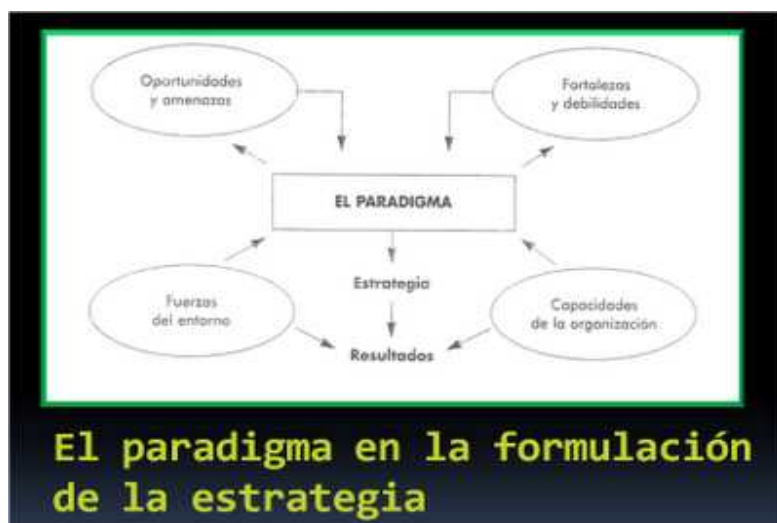 Oportunidades
y amenazas
Fortalezas
y debilidades
EL PARADIGMA
Estrategia
Fuerzas
del entorno
Capacidades
de la organización
Resultados
El paradigma en la formulación
de la estrategia